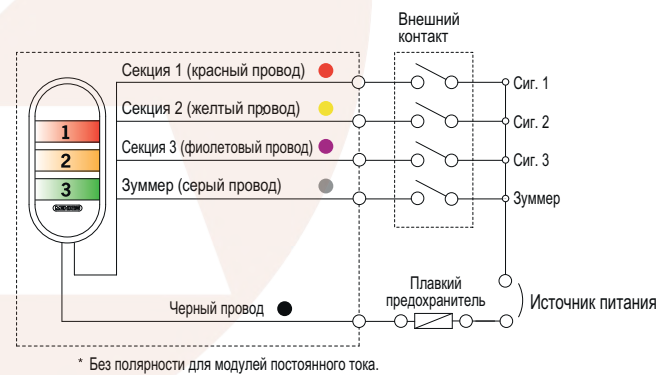 Внешний
контакт
Секция 1 (красный провод)
Сиг. 1
Секция 2 (желтый провод)
Сиг. 2
Секция 3 (фиолетовый провод)
Сиг. 3
Зуммер (серый провод)
Зуммер
1
2
3
Плавкий
предохранитель
Источник питания
Черный провод
* Без полярности для модулей постоянного тока.